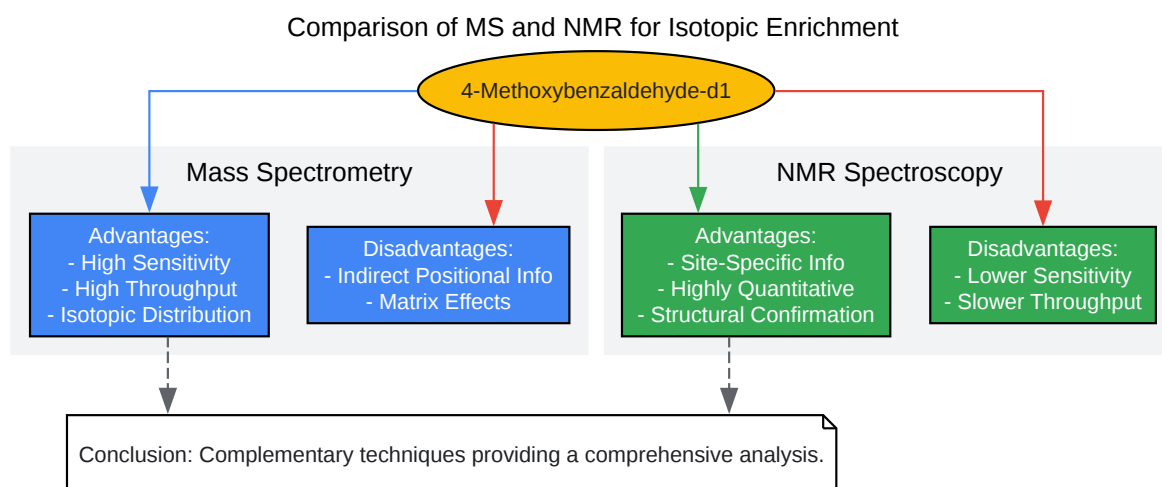 Comparison of MS and NMR for Isotopic Enrichment
4-Methoxybenzaldehyde-d1
Mass Spectrometry
Advantages:
- High Sensitivity
- High Throughput
- Isotopic Distribution
Disadvantages:
- Indirect Positional Info
- Matrix Effects
NMR Spectroscopy
Advantages:
- Site-Specific Info
- Highly Quantitative
- Structural Confirmation
Disadvantages:
- Lower Sensitivity
- Slower Throughput
Conclusion: Complementary techniques providing a comprehensive analysis.